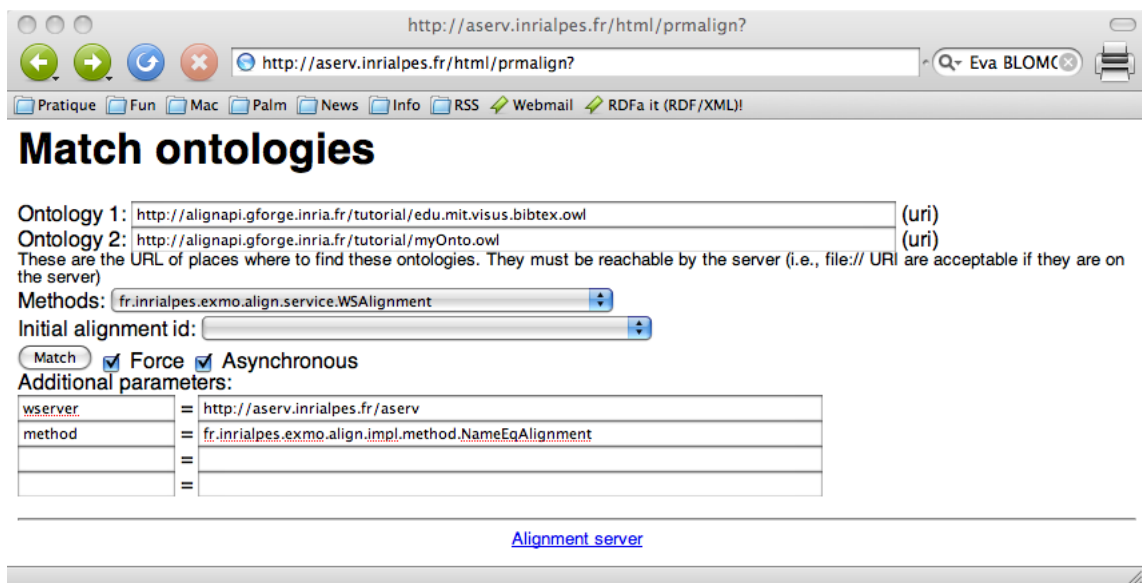 http://aserv.inrialpes.fr/html/prmalign?
http://aserv.inrialpes.fr/html/prmalign? Eva BLOM
Pratique Fun Mac Palm News Info RSS Webmail RDFa it (RDF/XML)!
Match ontologies
Ontology 1: http://alignapi.gforge.inria.fr/tutorial/edu.mit.visus.bibtex.owl (uri)
Ontology 2: http://alignapi.gforge.inria.fr/tutorial/myOnto.owl (uri)
These are the URL of places where to find these ontologies. They must be reachable by the server (i.e., file:// URI are acceptable if they are on
the server)
Methods: fr.inrialpes.exmo.align.service.WSAlignment
Initial alignment id:
Match Force Asynchronous
Additional parameters:
wserver = http://aserv.inrialpes.fr/aserv
method = fr.inrialpes.exmo.align.impl.method.NameEqAlignment
=
=
Alignment server